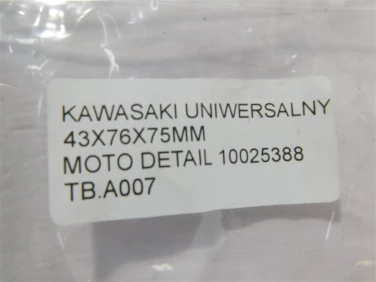 KAWASAKI UNIWERSALNY
43X76X75MM
MOTO DETAIL 10025388
TB.A007